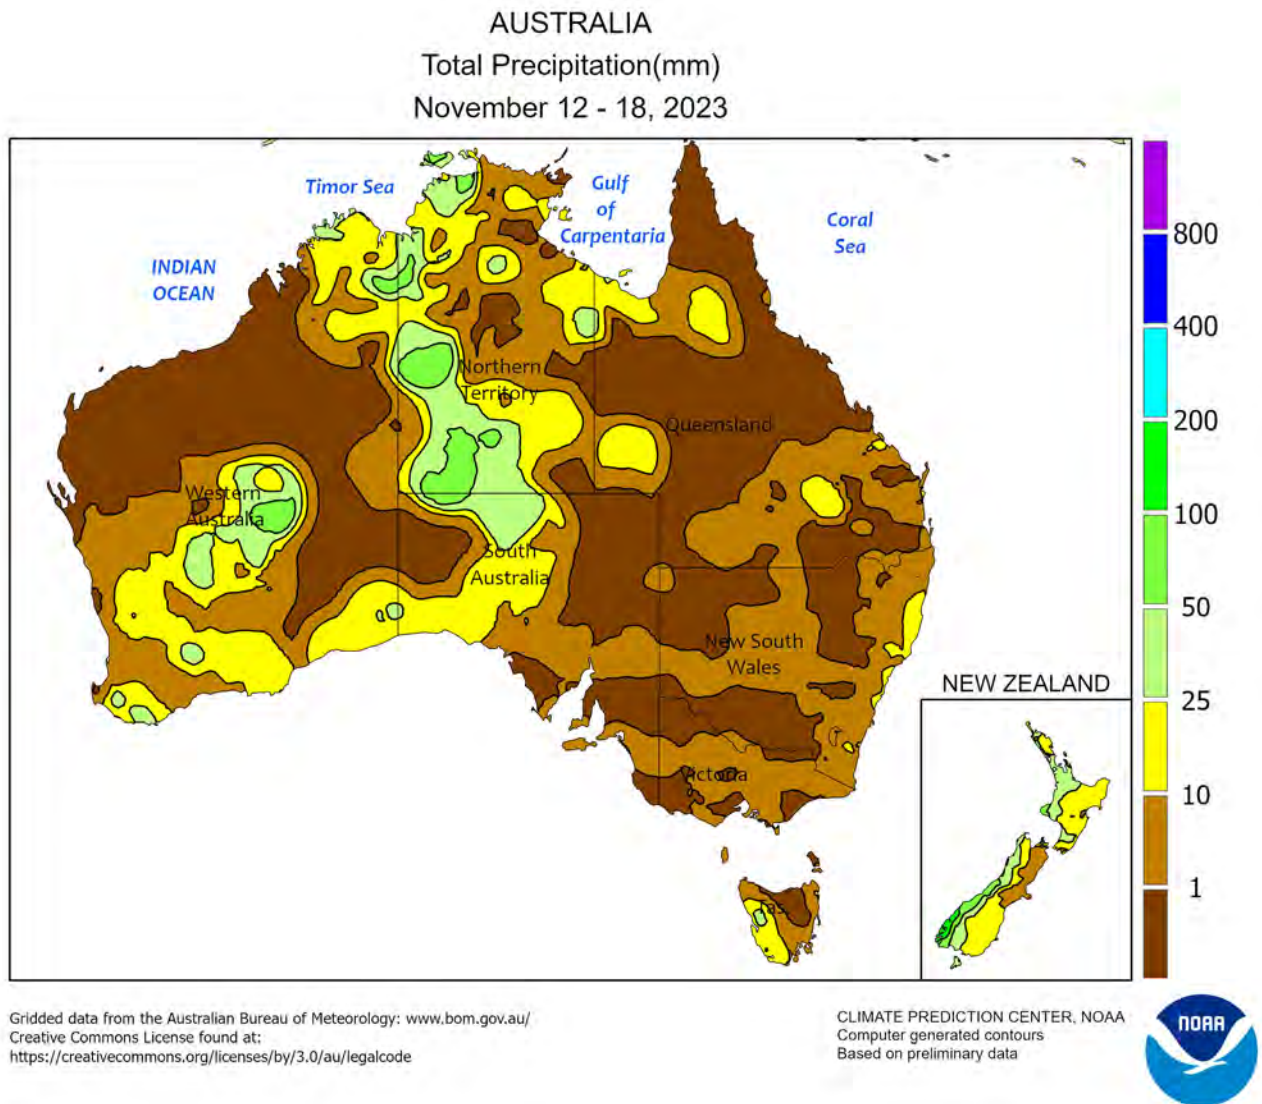 AUSTRALIA
Total Precipitation(mm)
November 12 - 18, 2023
Timor Sea
Gulf
of
Carpentaria
Coral
Sea
INDIAN
OCEAN
Northern
Territory
Queensland
Western
Australia
South
Australia
New South
Wales
Victoria
Tas
NEW ZEALAND
800
400
200
100
50
25
10
1
Gridded data from the Australian Bureau of Meteorology: www.bom.gov.au/
Creative Commons License found at:
https://creativecommons.org/licenses/by/3.0/au/legalcode
CLIMATE PREDICTION CENTER, NOAA
Computer generated contours
Based on preliminary data
NOAA